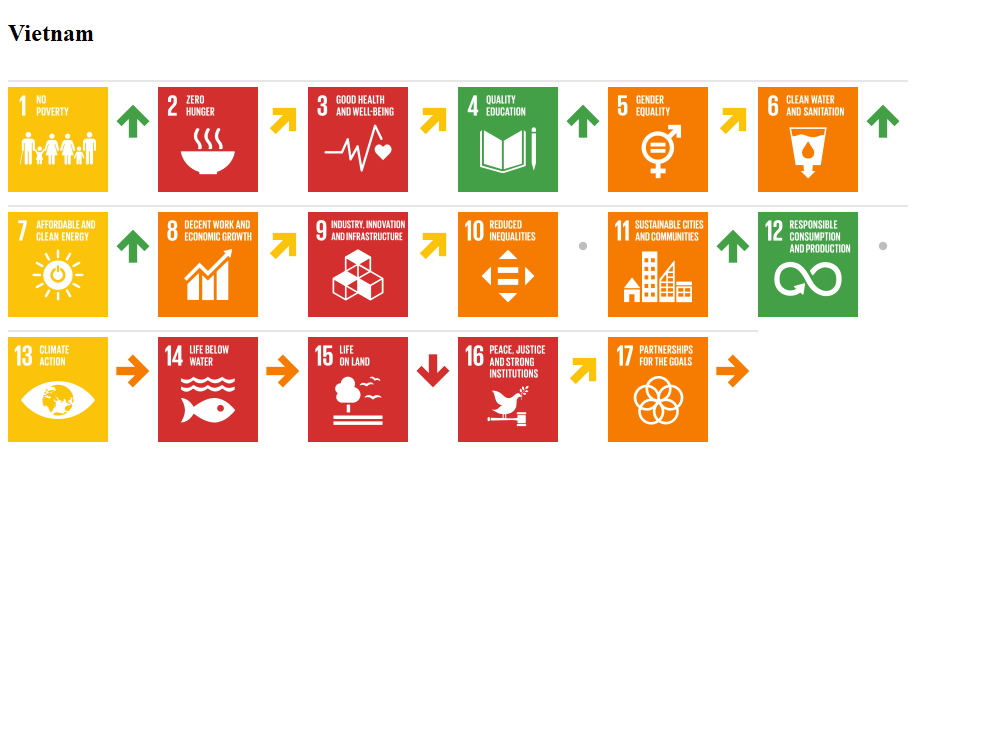 Vietnam
1 NO
POVERTY
2 ZERO
HUNGER
3 GOOD HEALTH
AND WELL-BEING
4 QUALITY
EDUCATION
5 GENDER
EQUALITY
6 CLEAN WATER
AND SANITATION
7 AFFORDABLE AND
CLEAN ENERGY
8 DECENT WORK AND
ECONOMIC GROWTH
9 INDUSTRY, INNOVATION
AND INFRASTRUCTURE
10 REDUCED
INEQUALITIES
11 SUSTAINABLE CITIES
AND COMMUNITIES
12 RESPONSIBLE
CONSUMPTION
AND PRODUCTION
13 CLIMATE
ACTION
14 LIFE BELOW
WATER
15 LIFE
ON LAND
16 PEACE, JUSTICE
AND STRONG
INSTITUTIONS
17 PARTNERSHIPS
FOR THE GOALS